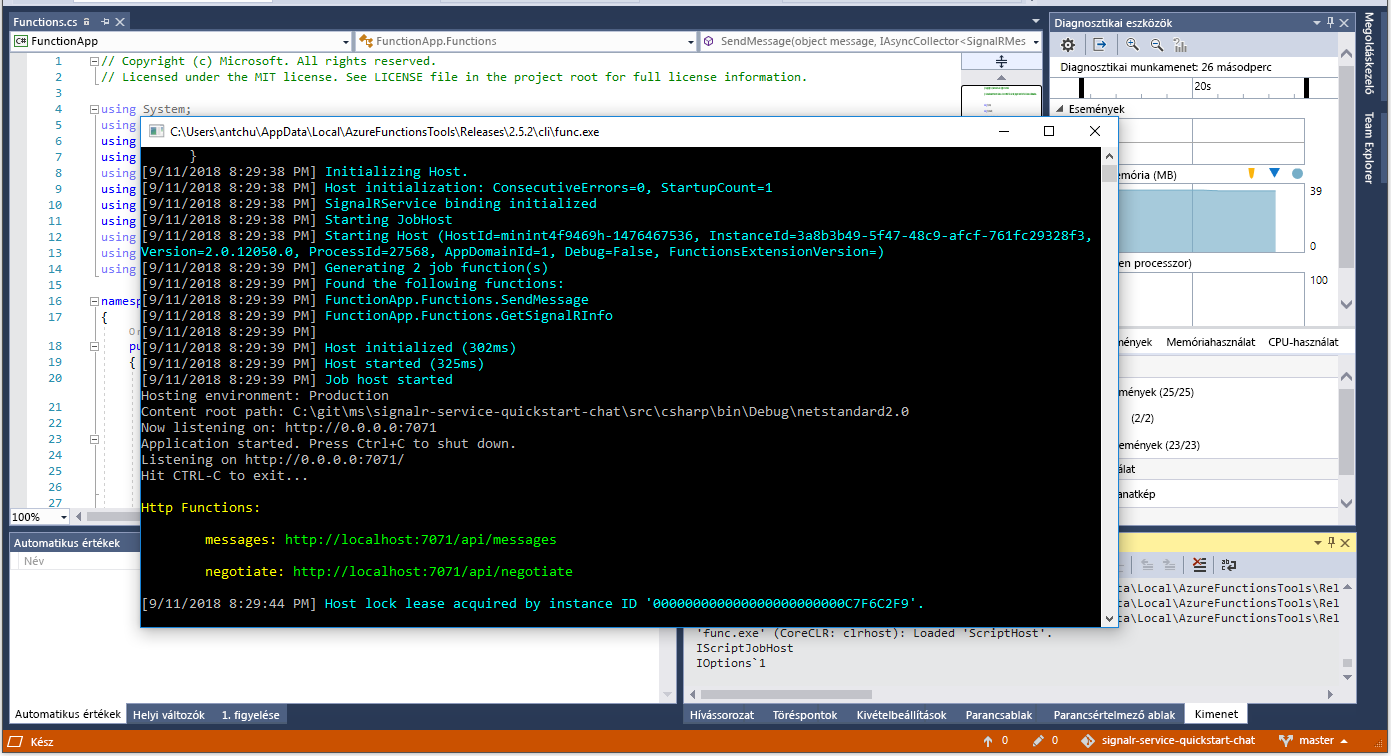 Functions.cs
C# FunctionApp
FunctionApp.Functions
SendMessage(object message, IAsyncCollector<SignalRMes
1 // Copyright (c) Microsoft. All rights reserved.
2 // Licensed under the MIT license. See LICENSE file in the project root for full license information.
3
4 using System;
5 using
6 using
7 using
8 using
9 using
10 using
11 using
12 using
13 using
14 using
15
16 namesp
17 {
18 pu
19 {
20
21
22
23
24
25
26
27
100%
C:\Users\antchu\AppData\Local\AzureFunctionsTools\Releases\2.5.2\cli\func.exe
}
[9/11/2018 8:29:38 PM] Initializing Host.
[9/11/2018 8:29:38 PM] Host initialization: ConsecutiveErrors=0, StartupCount=1
[9/11/2018 8:29:38 PM] SignalRService binding initialized
[9/11/2018 8:29:38 PM] Starting JobHost
[9/11/2018 8:29:38 PM] Starting Host (HostId=minint4f9469h-1476467536, InstanceId=3a8b3b49-5f47-48c9-afcf-761fc29328f3,
Version=2.0.12050.0, ProcessId=27568, AppDomainId=1, Debug=False, FunctionsExtensionVersion=)
[9/11/2018 8:29:39 PM] Generating 2 job function(s)
[9/11/2018 8:29:39 PM] Found the following functions:
[9/11/2018 8:29:39 PM] FunctionApp.Functions.SendMessage
[9/11/2018 8:29:39 PM] FunctionApp.Functions.GetSignalRInfo
[9/11/2018 8:29:39 PM]
[9/11/2018 8:29:39 PM] Host initialized (302ms)
[9/11/2018 8:29:39 PM] Host started (325ms)
[9/11/2018 8:29:39 PM] Job host started
Hosting environment: Production
Content root path: C:\git\ms\signalr-service-quickstart-chat\src\csharp\bin\Debug\netstandard2.0
Now listening on: http://0.0.0.0:7071
Application started. Press Ctrl+C to shut down.
Listening on http://0.0.0.0:7071/
Hit CTRL-C to exit...
Http Functions:
messages: http://localhost:7071/api/messages
negotiate: http://localhost:7071/api/negotiate
[9/11/2018 8:29:44 PM] Host lock lease acquired by instance ID '000000000000000000000000C7F6C2F9'.
Diagnosztikai eszközök
Diagnosztikai munkamenet: 26 másodperc
20s
Események
mória (MB)
39
0
en processzor)
100
mények Memóriahasználat CPU-használat
emények (25/25)
(2/2)
emények (23/23)
álat
anatkép
Megoldáskezelő
Team Explorer
Automatikus értékek
Név
Automatikus értékek Helyi változók 1. figyelése
ta\Local\AzureFunctionsTools\Rel
ta\Local\AzureFunctionsTools\Rel
ta\Local\AzureFunctionsTools\Rel
'func.exe' (CoreCLR: clrhost): Loaded 'ScriptHost'.
IScriptJobHost
IOptions`1
Hívássorozat Töréspontok Kivételbeállítások Parancsablak Parancsértelmező ablak Kimenet
Kész
0
0
signalr-service-quickstart-chat
master